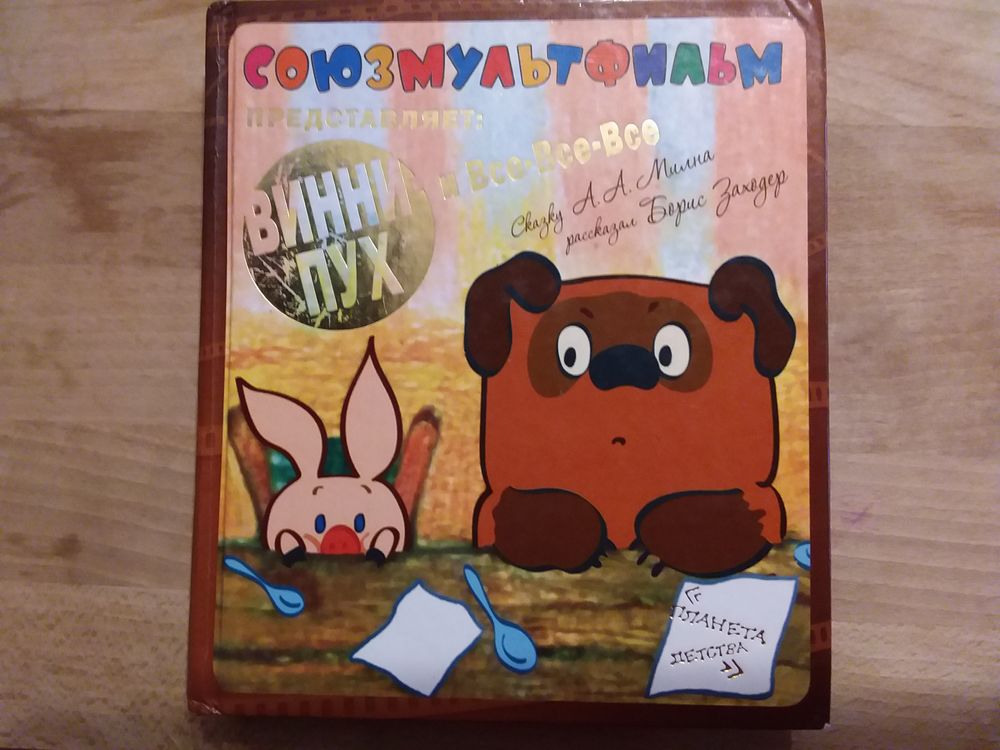 СОЮЗМУЛЬТФИЛЬМ
ПРЕДСТАВЛЯЕТ:
ВИННИ
ПУХ
и Все-Все-Все
Сказку А. А. Милна
рассказал Борис Заходер
«
ПЛАНЕТА
ДЕТСТВА
»